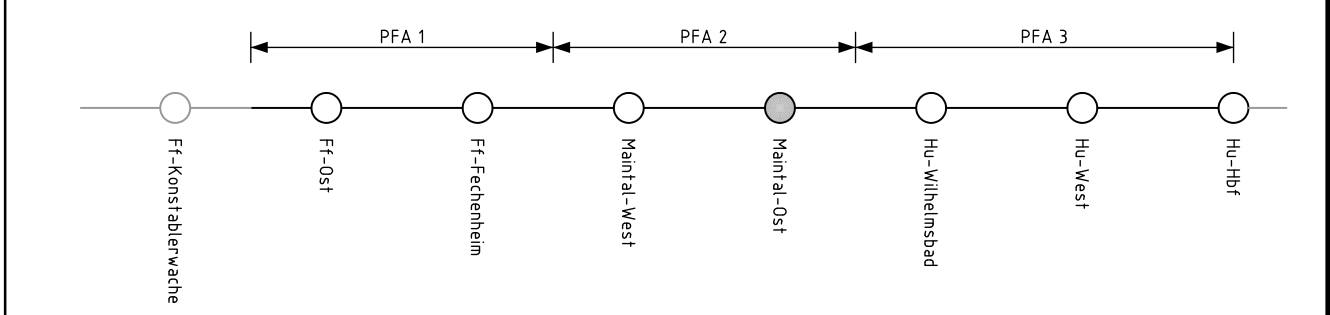 PFA 1
PFA 2
PFA 3
Ff-Konstablerwache
Ff-Ost
Ff-Fechenheim
Maintal-West
Maintal-Ost
Hu-Wilhelmsbad
Hu-West
Hu-Hbf